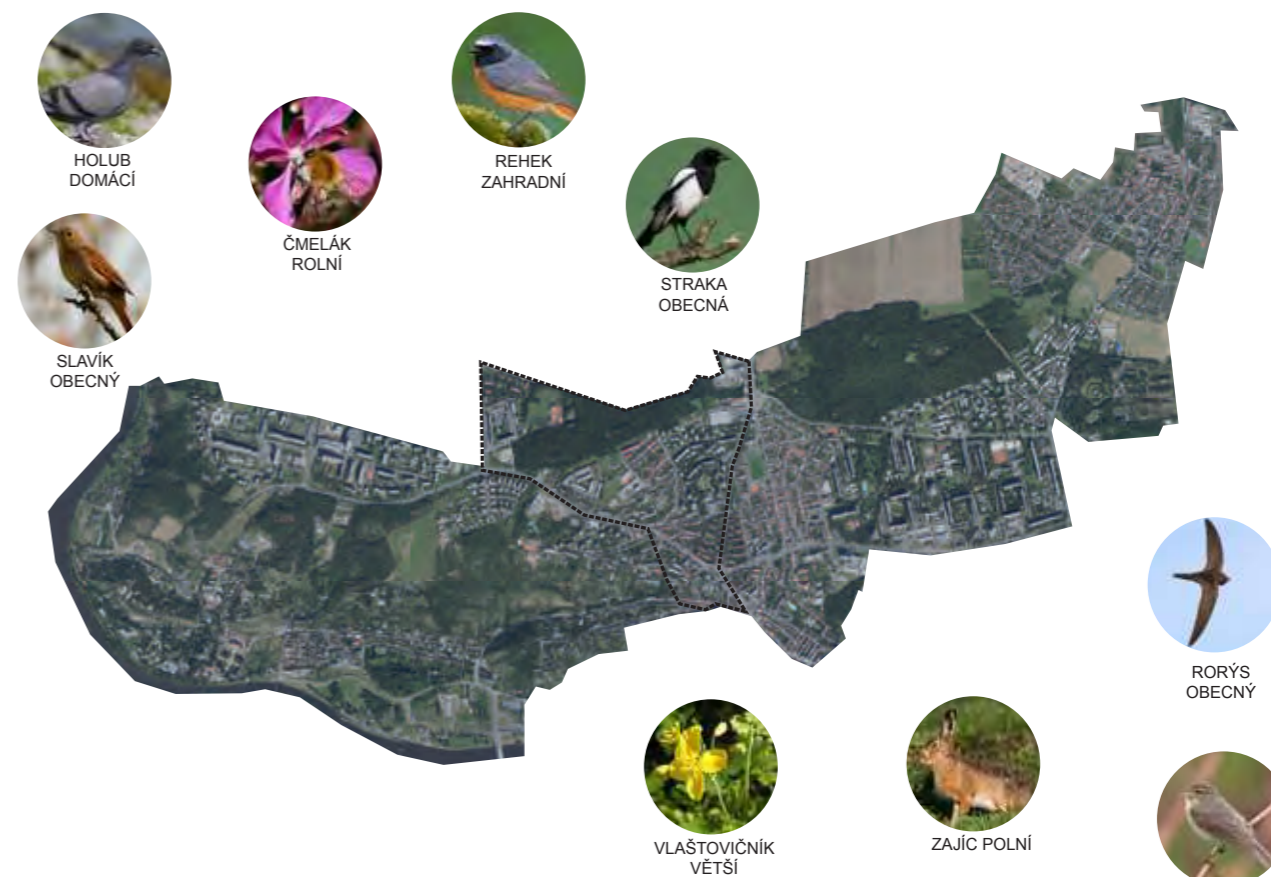 HOLUB
DOMÁCÍ
ČMELÁK
ROLNÍ
REHEK
ZAHRADNÍ
STRAKA
OBECNÁ
SLAVÍK
OBECNÝ
RORÝS
OBECNÝ
VLAŠTOVIČNÍK
VĚTŠÍ
ZAJÍC POLNÍ